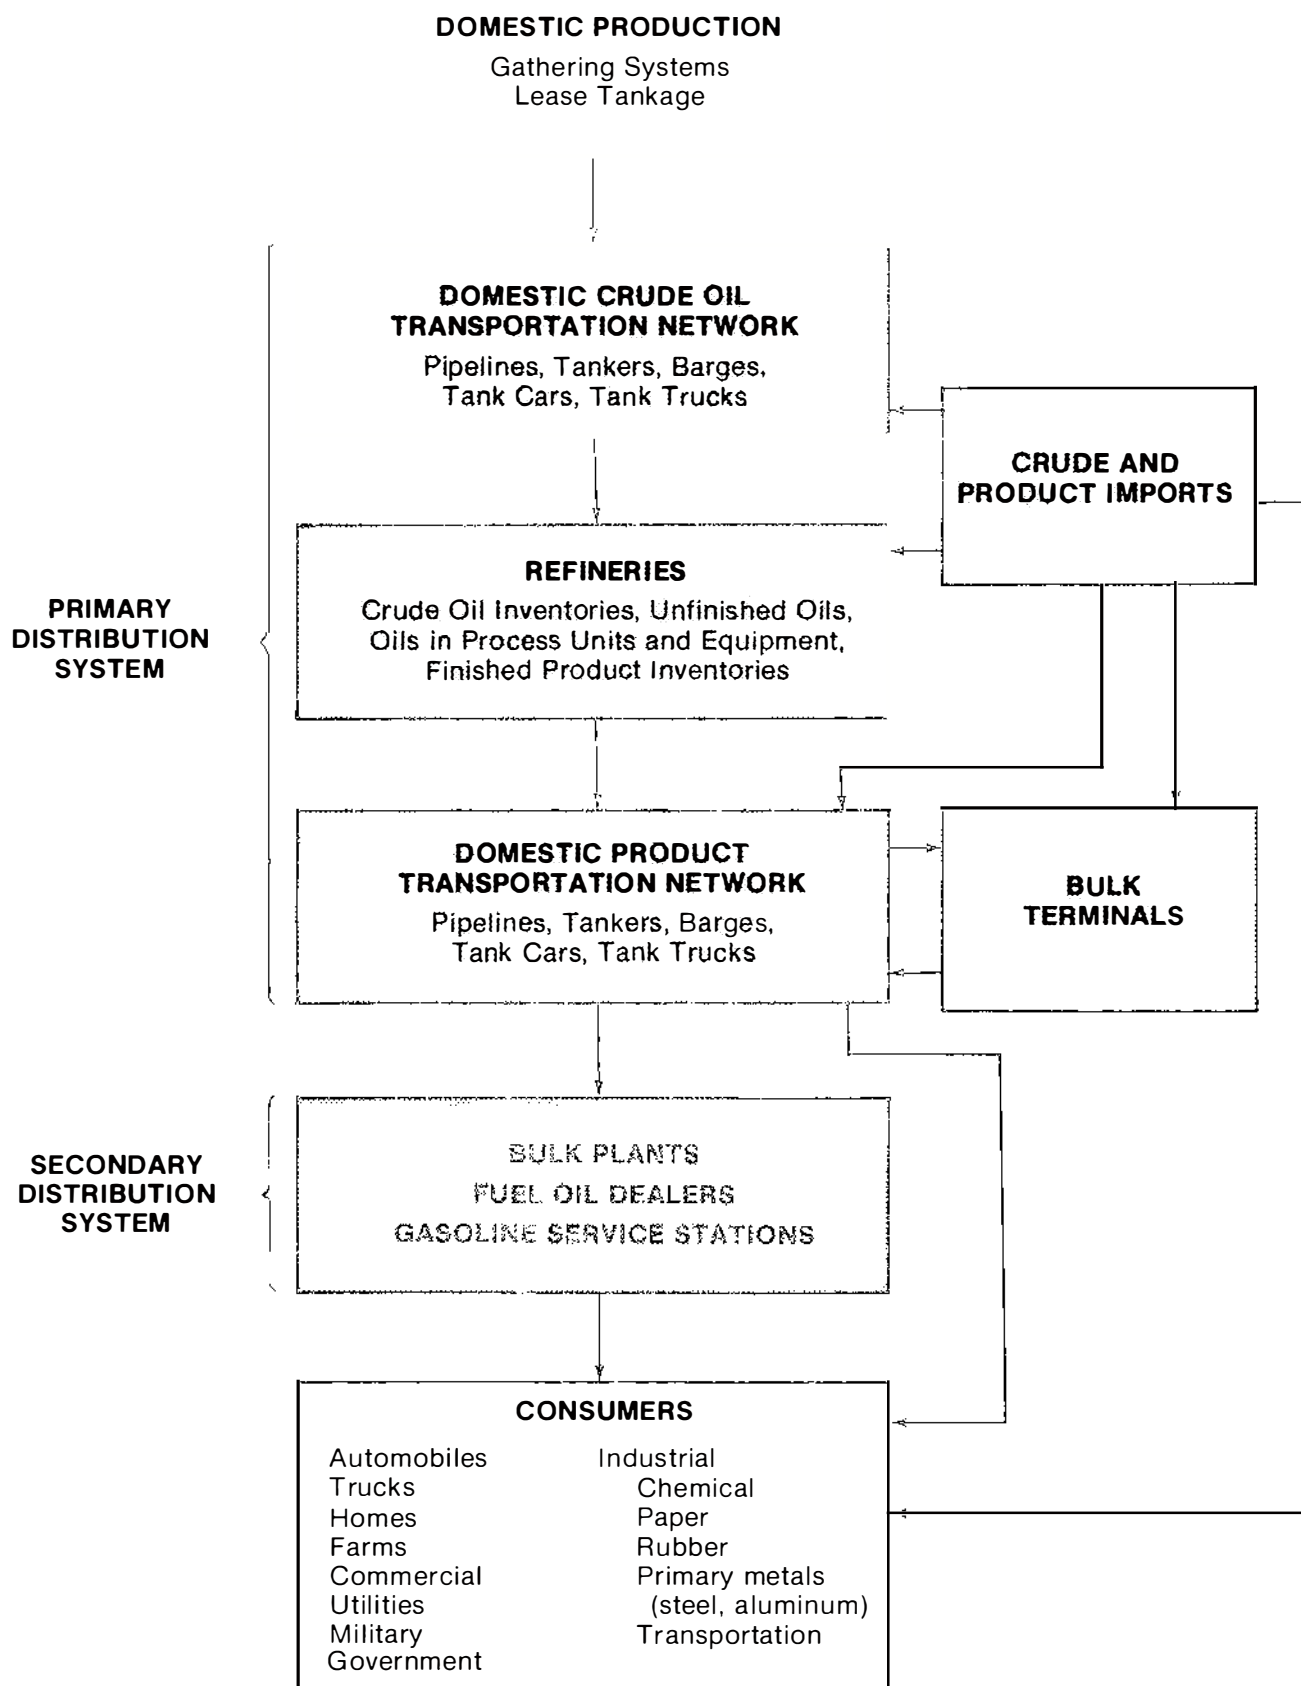 DOMESTIC PRODUCTION
Gathering Systems
Lease Tankage
DOMESTIC CRUDE OIL
TRANSPORTATION NETWORK
Pipelines, Tankers, Barges,
Tank Cars, Tank Trucks
CRUDE AND
PRODUCT IMPORTS
REFINERIES
Crude Oil Inventories, Unfinished Oils,
Oils in Process Units and Equipment,
Finished Product Inventories
PRIMARY
DISTRIBUTION
SYSTEM
DOMESTIC PRODUCT
TRANSPORTATION NETWORK
Pipelines, Tankers, Barges,
Tank Cars, Tank Trucks
BULK
TERMINALS
SECONDARY
DISTRIBUTION
SYSTEM
BULK PLANTS
FUEL OIL DEALERS
GASOLINE SERVICE STATIONS
CONSUMERS
Automobiles
Trucks
Homes
Farms
Commercial
Utilities
Military
Government
Industrial
Chemical
Paper
Rubber
Primary metals
(steel, aluminum)
Transportation